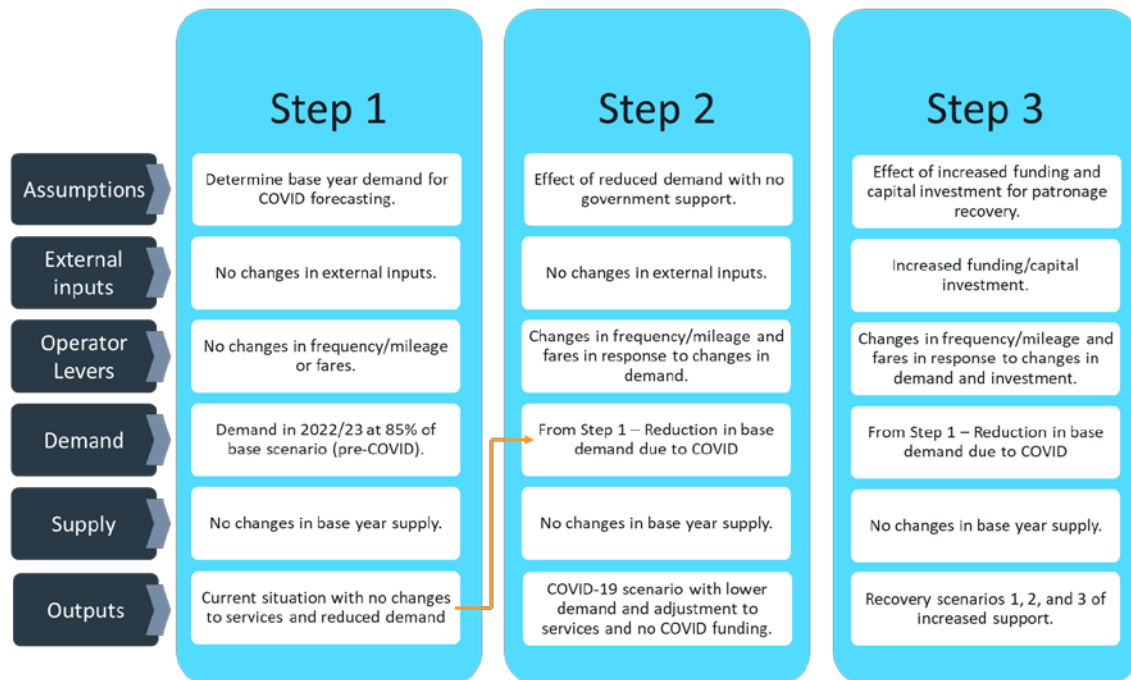 Step 1
Step 2
Step 3
Assumptions
Determine base year demand for
COVID forecasting.
Effect of reduced demand with no
government support.
Effect of increased funding and
capital investment for patronage
recovery.
External
inputs
No changes in external inputs.
No changes in external inputs.
Increased funding/capital
investment.
Operator
Levers
No changes in frequency/mileage
or fares.
Changes in frequency/mileage and
fares in response to changes in
demand.
Changes in frequency/mileage and
fares in response to changes in
demand and investment.
Demand
Demand in 2022/23 at 85% of
base scenario (pre-COVID).
From Step 1 – Reduction in base
demand due to COVID
From Step 1 – Reduction in base
demand due to COVID
Supply
No changes in base year supply.
No changes in base year supply.
No changes in base year supply.
Outputs
Current situation with no changes
to services and reduced demand
COVID-19 scenario with lower
demand and adjustment to
services and no COVID funding.
Recovery scenarios 1, 2, and 3 of
increased support.